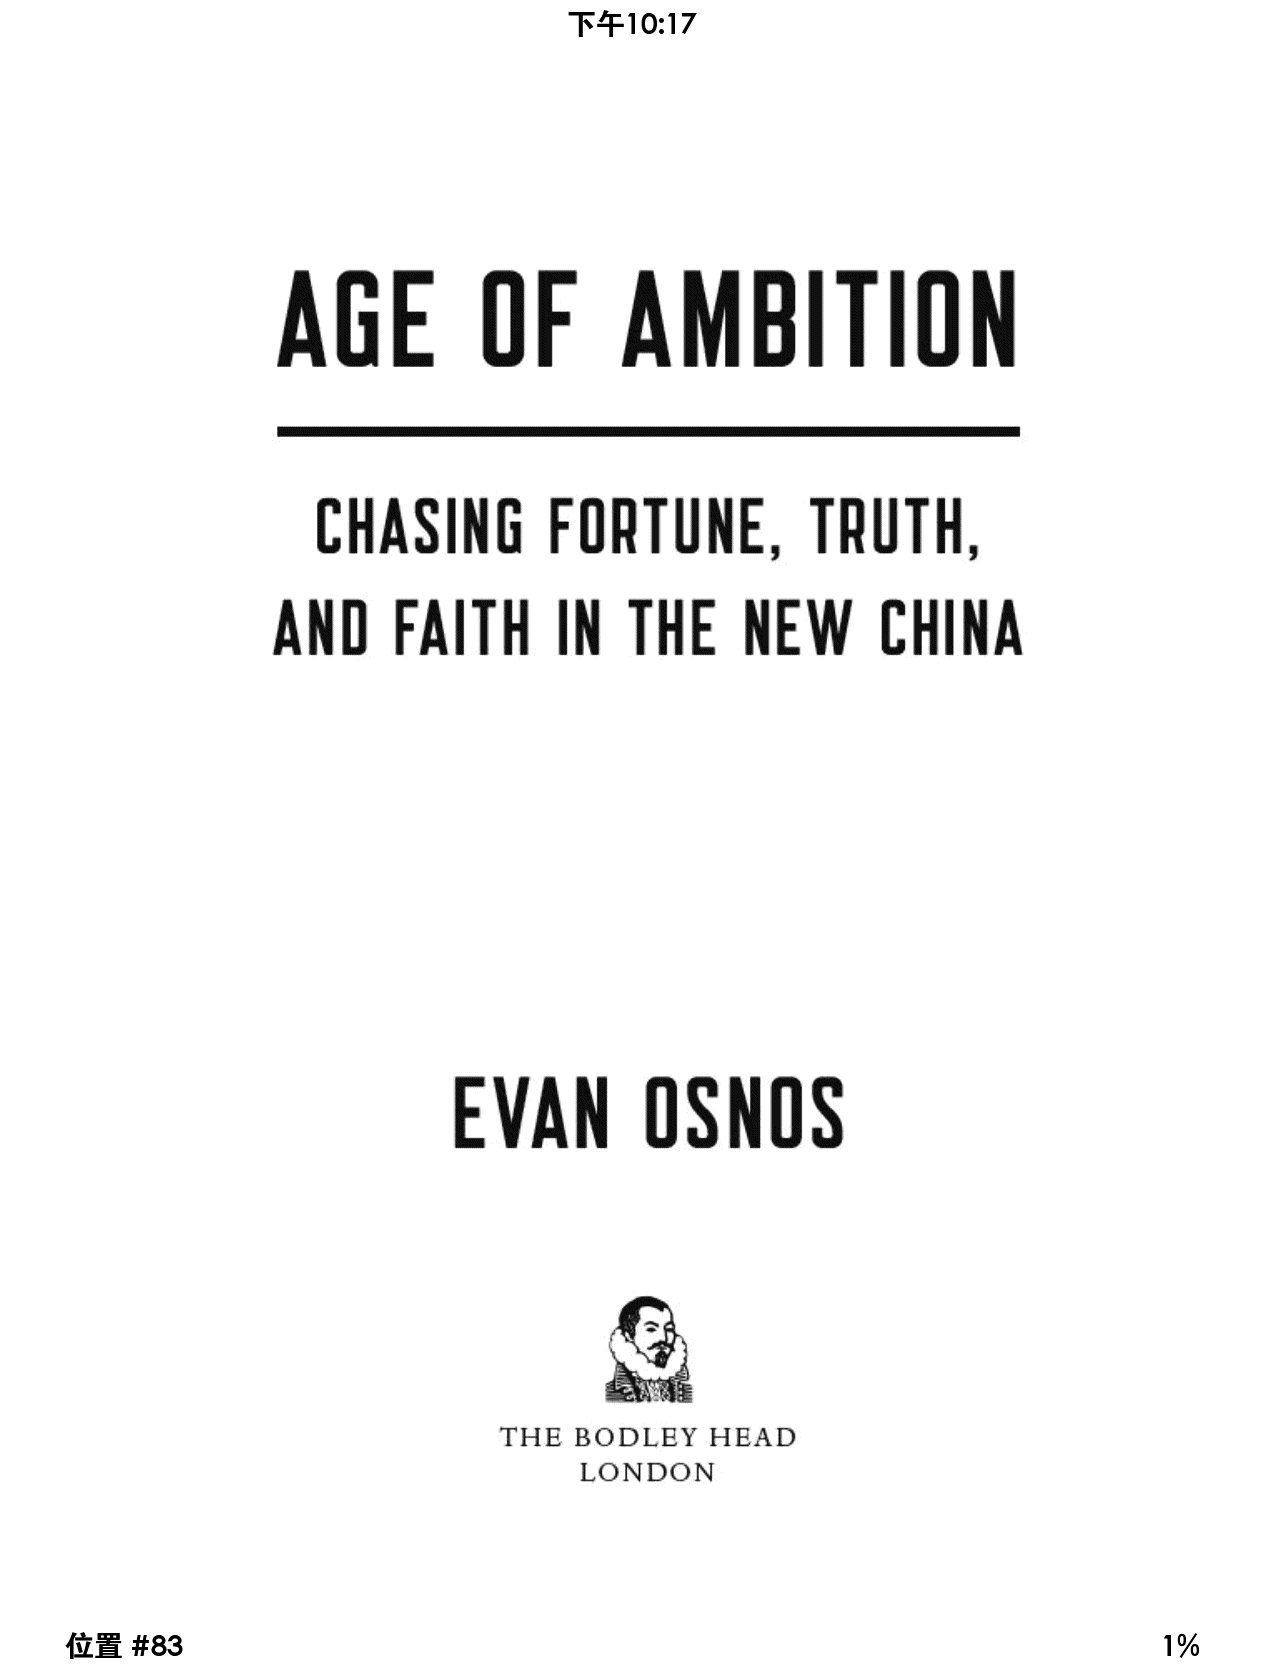 下午10:17
AGE OF AMBITION
CHASING FORTUNE, TRUTH,
AND FAITH IN THE NEW CHINA
EVAN OSNOS
THE BODLEY HEAD
LONDON
位置 #83
1%